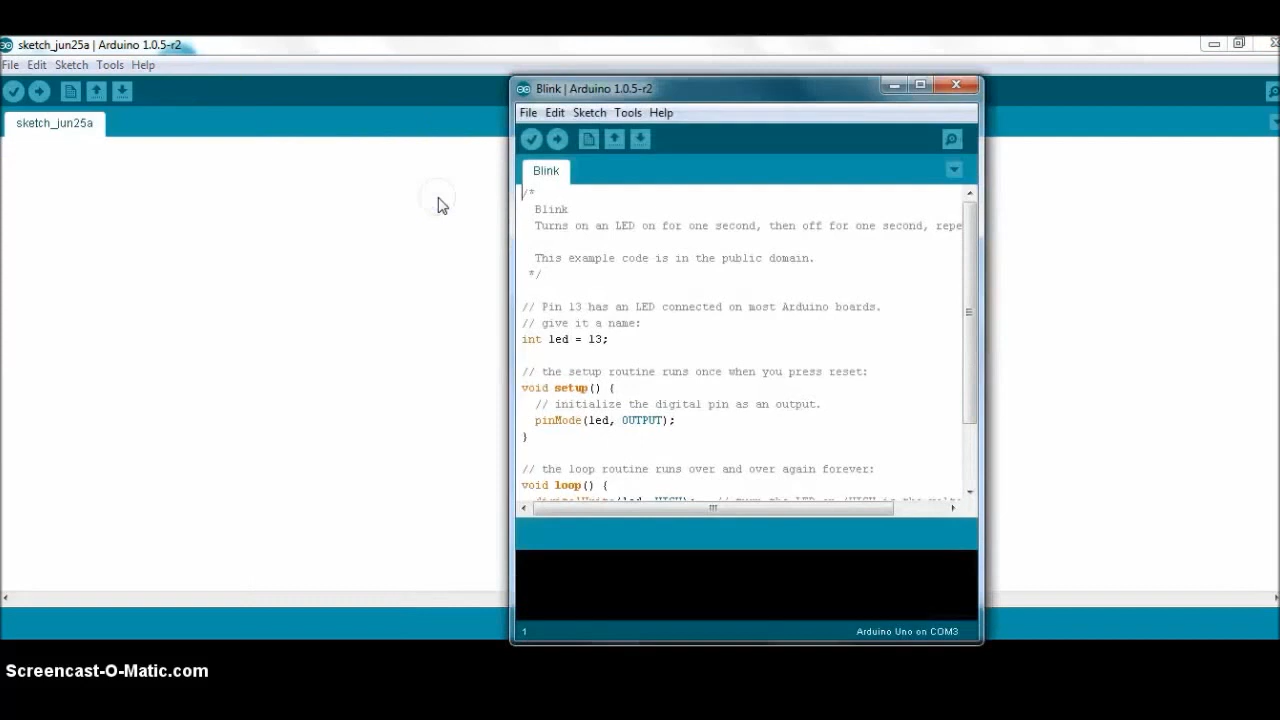 sketch_jun25a | Arduino 1.0.5-r2
File Edit Sketch Tools Help
sketch_jun25a
Blink | Arduino 1.0.5-r2
File Edit Sketch Tools Help
Blink
/*
Blink
Turns on an LED on for one second, then off for one second, repe
This example code is in the public domain.
*/
// Pin 13 has an LED connected on most Arduino boards.
// give it a name:
int led = 13;
// the setup routine runs once when you press reset:
void setup() {
// initialize the digital pin as an output.
pinMode(led, OUTPUT);
}
// the loop routine runs over and over again forever:
void loop() {
1
Arduino Uno on COM3
Screencast-O-Matic.com